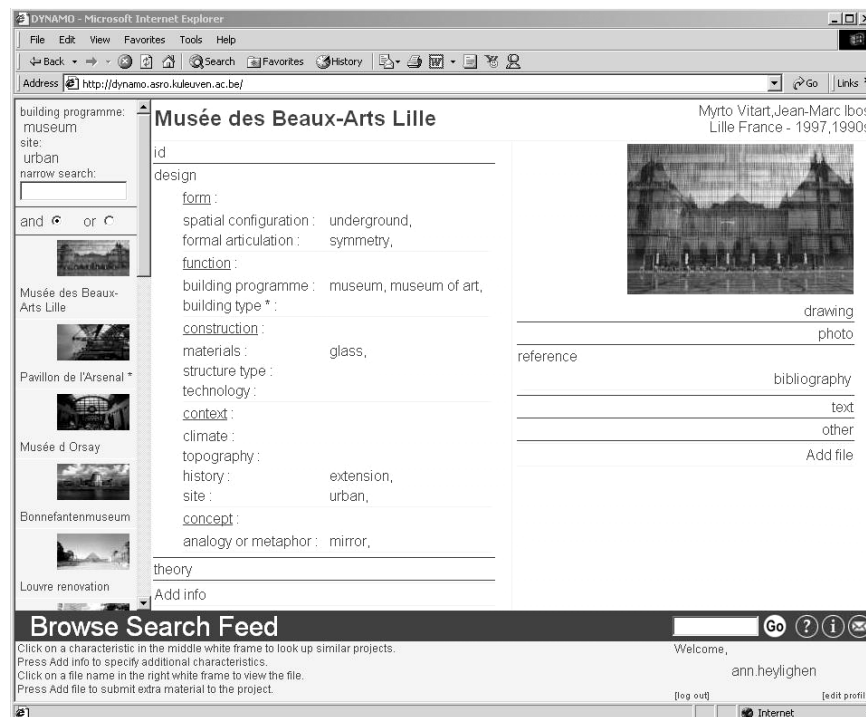 DYNAMO - Microsoft Internet Explorer
File Edit View Favorites Tools Help
Back Search Favorites History
Address http://dynamo.asro.kuleuven.ac.be/ Go Links
building programme:
museum
site:
urban
narrow search:
and or
Musée des Beaux-
Arts Lille
Pavillon de l'Arsenal *
Musée d Orsay
Bonnefantenmuseum
Louvre renovation
Musée des Beaux-Arts Lille
id
design
form :
spatial configuration : underground,
formal articulation : symmetry,
function :
building programme : museum, museum of art,
building type * :
construction :
materials : glass,
structure type :
technology :
context :
climate :
topography :
history : extension,
site : urban,
concept :
analogy or metaphor : mirror,
theory
Add info
Myrto Vitart,Jean-Marc Ibos
Lille France - 1997,1990s
drawing
photo
reference
bibliography
text
other
Add file
Browse Search Feed Go ? i
Click on a characteristic in the middle white frame to look up similar projects.
Press Add info to specify additional characteristics.
Click on a file name in the right white frame to view the file.
Press Add file to submit extra material to the project.
Welcome,
ann.heylighen
[log out] [edit profil
Internet